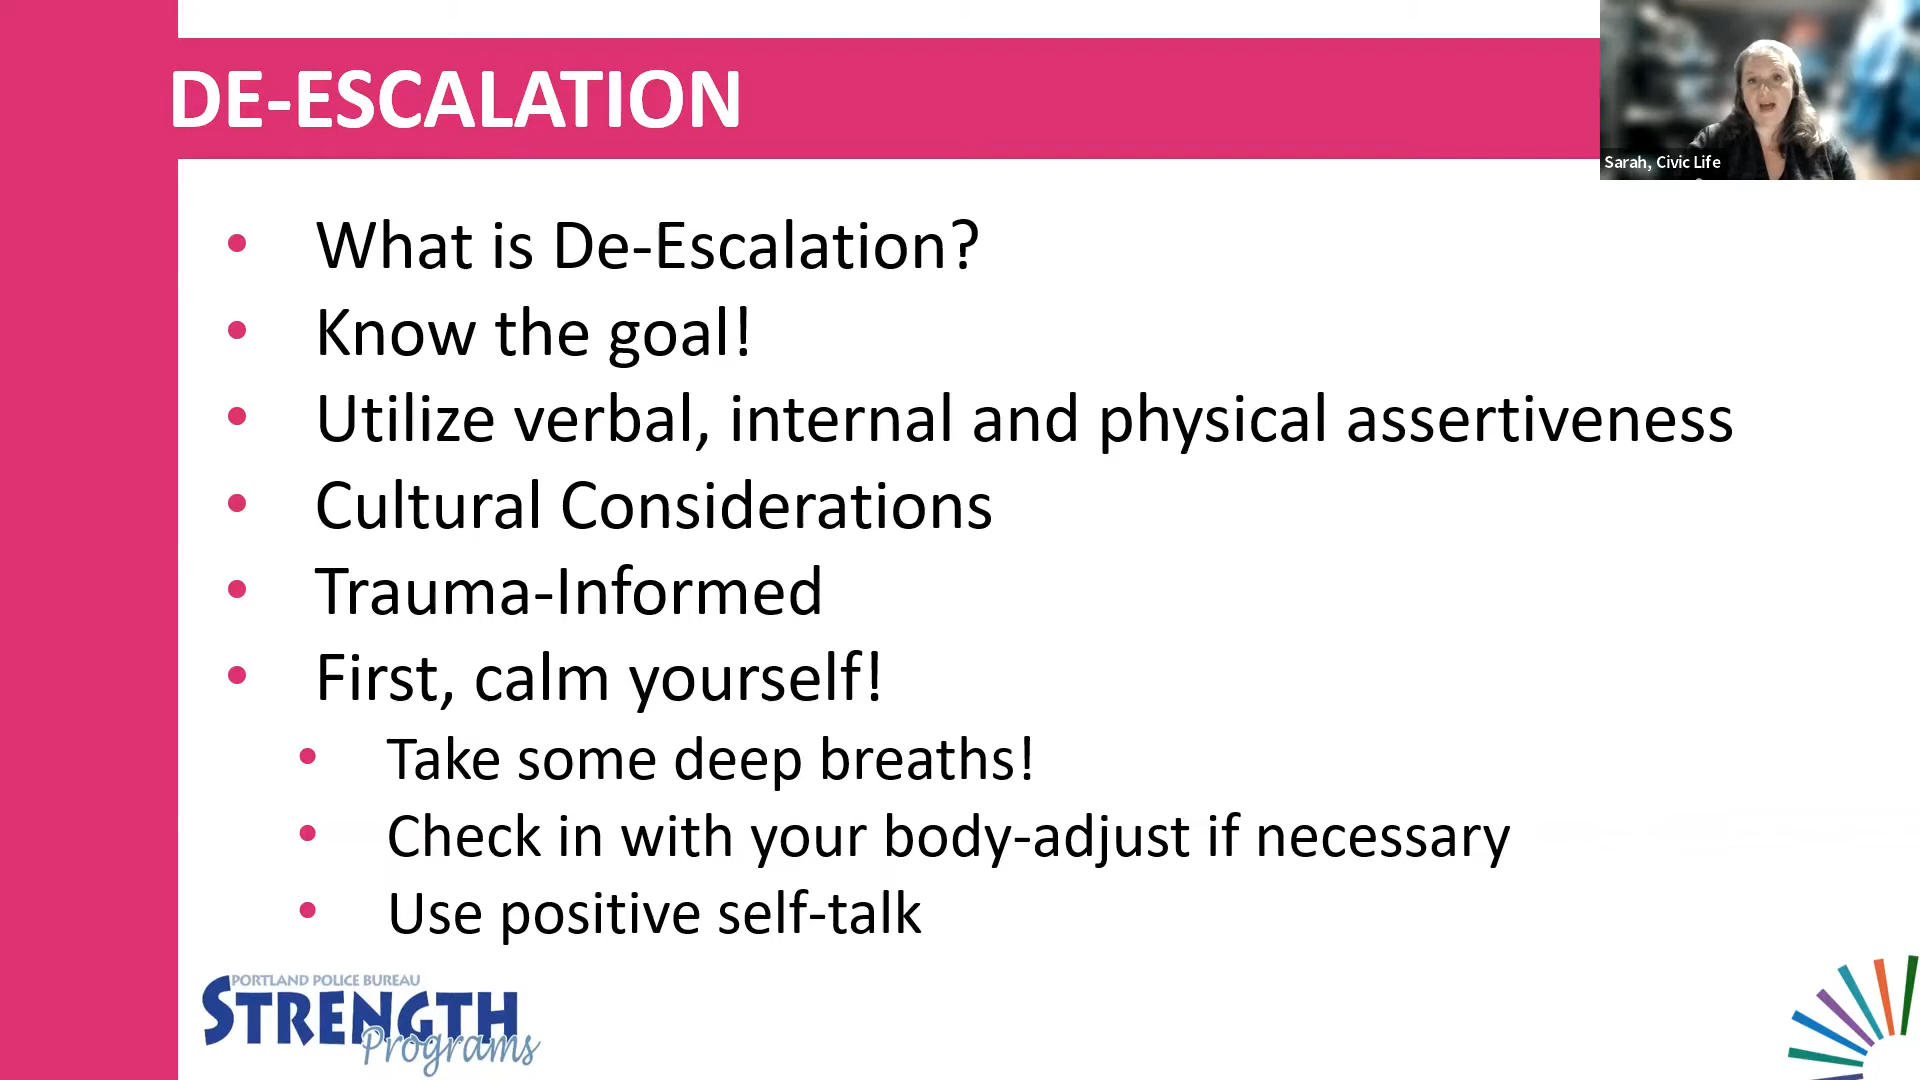 DE-ESCALATION
Sarah, Civic Life
• What is De-Escalation?
• Know the goal!
• Utilize verbal, internal and physical assertiveness
• Cultural Considerations
• Trauma-Informed
• First, calm yourself!
• Take some deep breaths!
• Check in with your body-adjust if necessary
• Use positive self-talk
PORTLAND POLICE BUREAU
STRENGTH
Programs